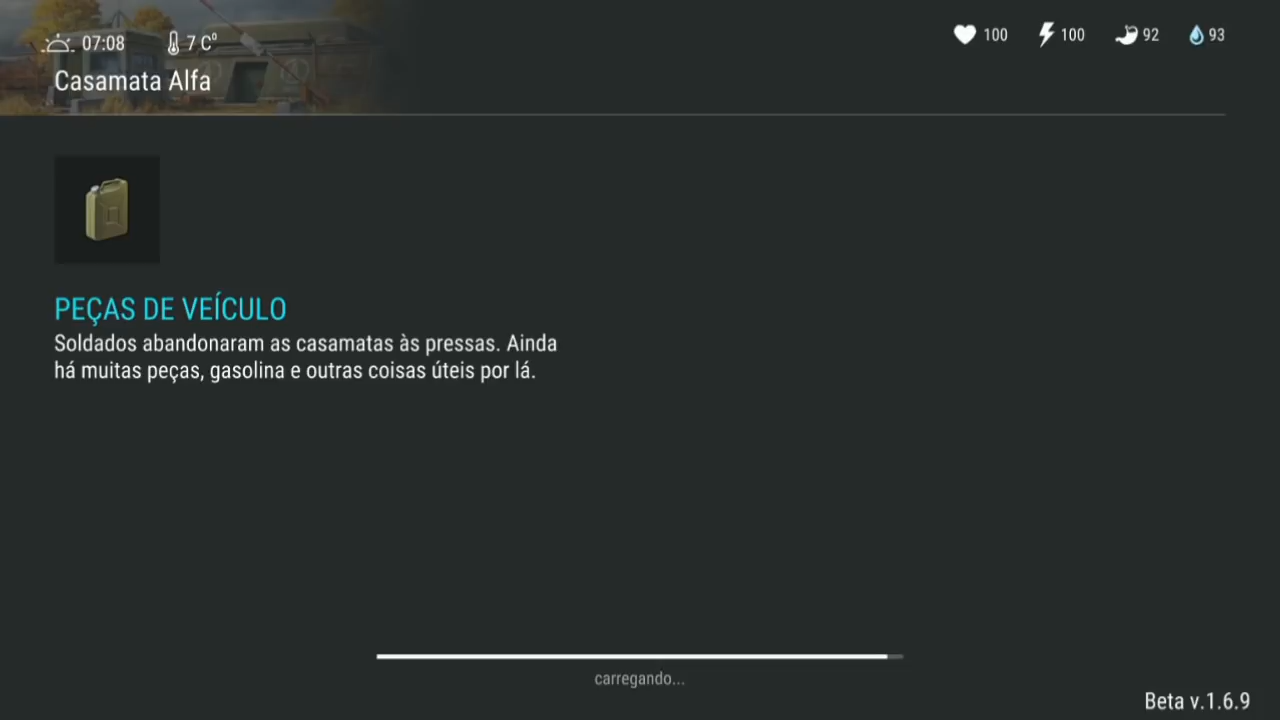 07:08
7 Cº
100
100
92
93
Casamata Alfa
PEÇAS DE VEÍCULO
Soldados abandonaram as casamatas às pressas. Ainda
há muitas peças, gasolina e outras coisas úteis por lá.
carregando...
Beta v.1.6.9